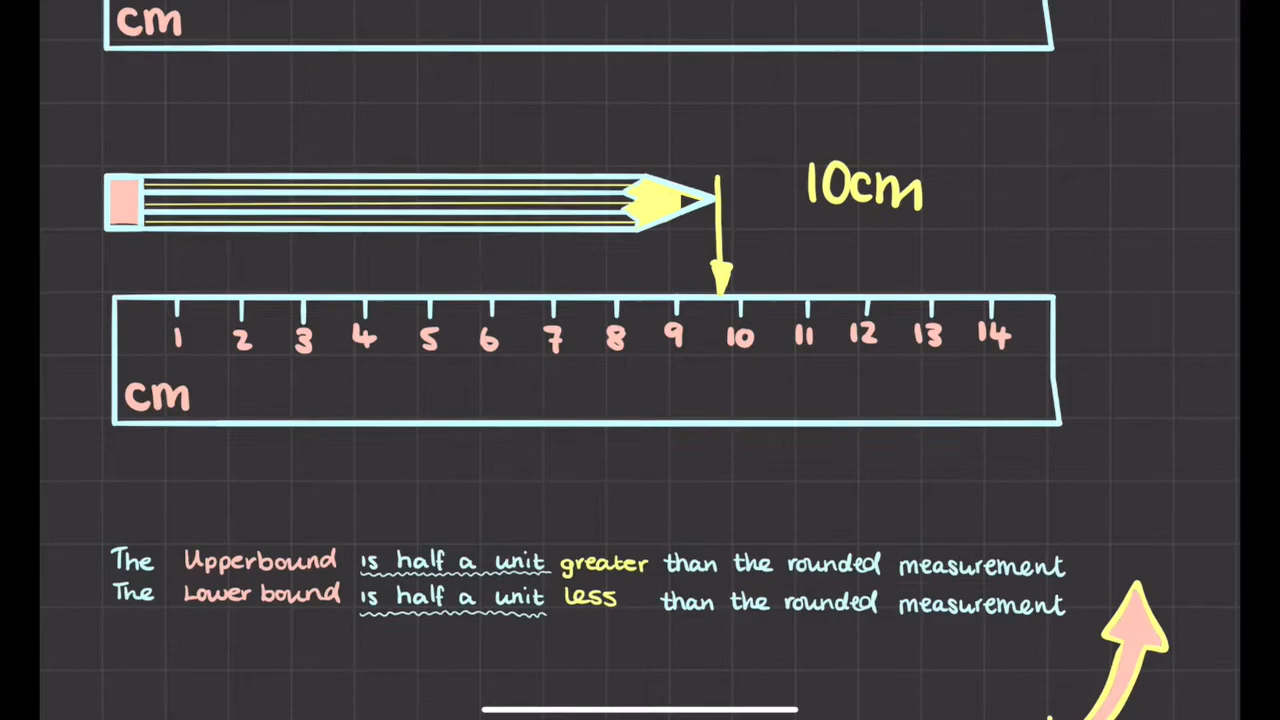 cm
10cm
1 2 3 4 5 6 7 8 9 10 11 12 13 14
cm
The Upperbound is half a unit greater than the rounded measurement
The Lower bound is half a unit less than the rounded measurement